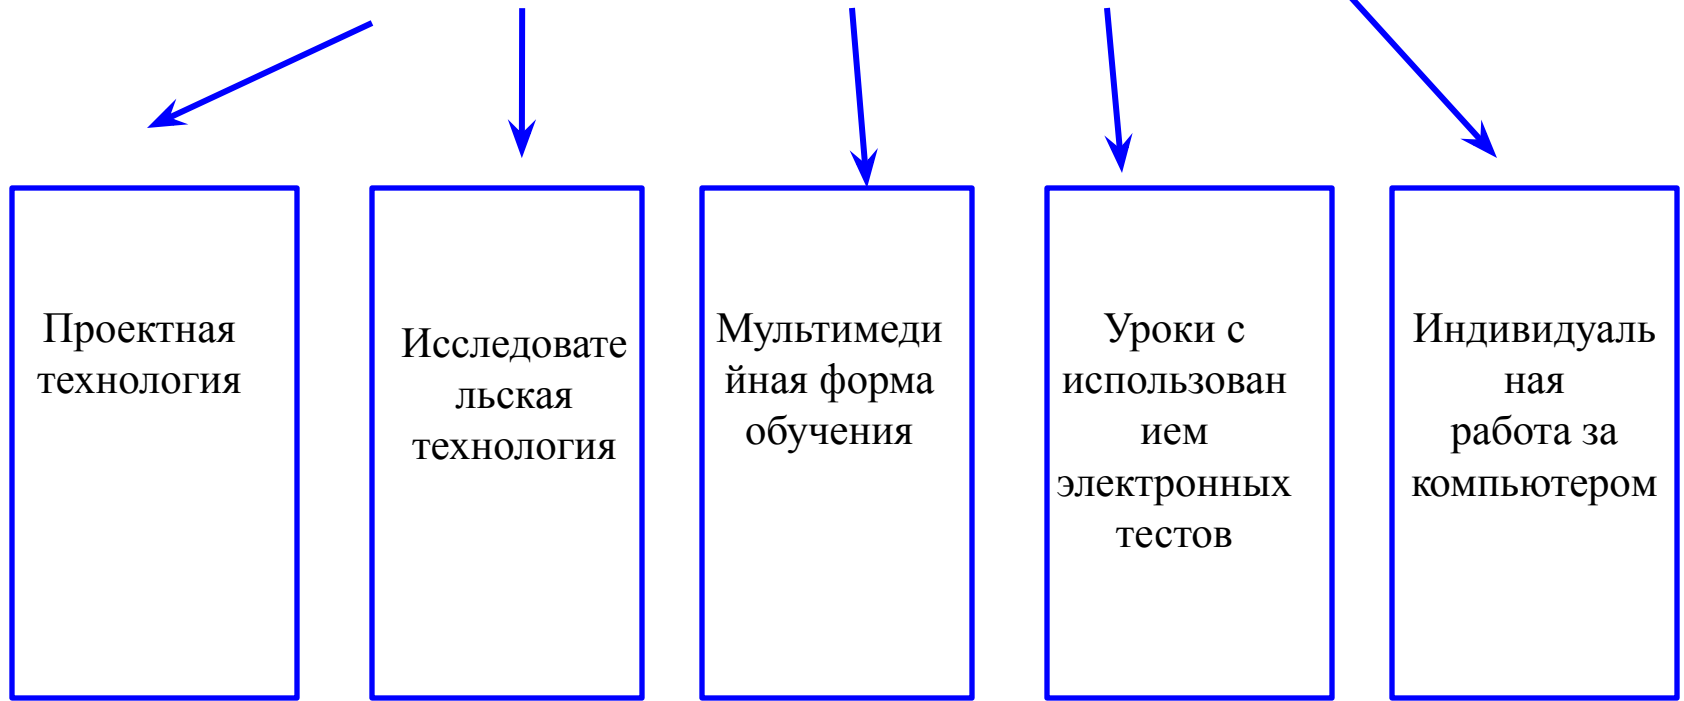 Проектная
технология
Исследовате
льская
технология
Мультимеди
йная форма
обучения
Уроки с
использован
ием
электронных
тестов
Индивидуаль
ная
работа за
компьютером